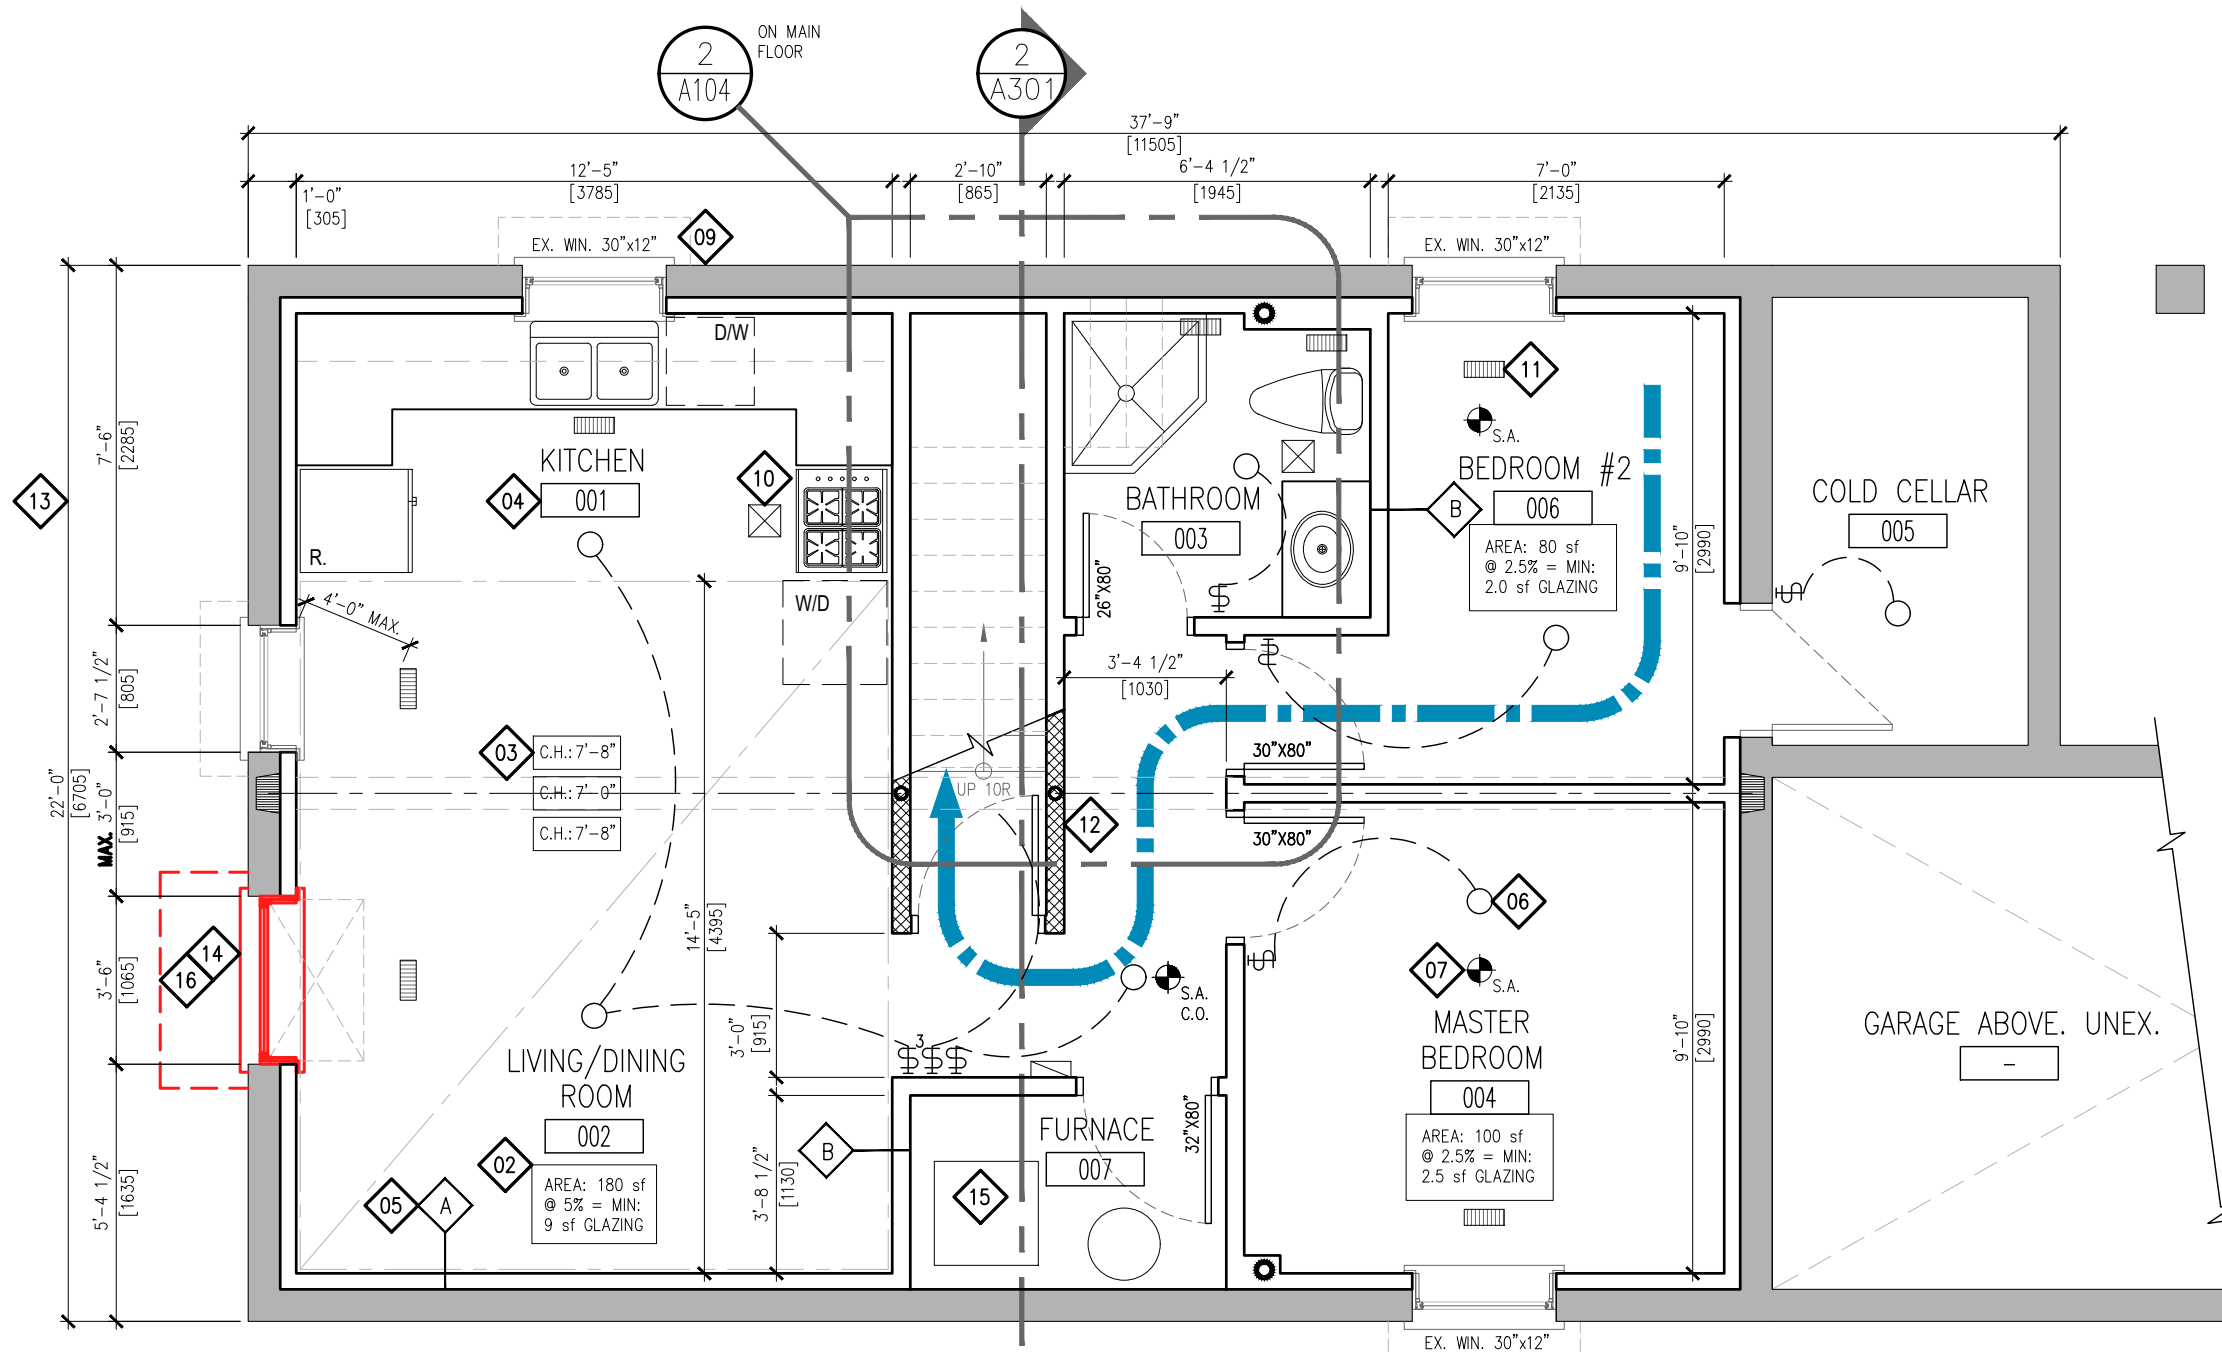 2
A104
ON MAIN
FLOOR
2
A301
37'-9"
[11505]
12'-5"
[3785]
2'-10"
[865]
6'-4 1/2"
[1945]
7'-0"
[2135]
1'-0"
[305]
EX. WIN. 30"x12"
09
EX. WIN. 30"x12"
D/W
7'-6"
[2285]
13
KITCHEN
001
04
10
R.
11
S.A.
BEDROOM #2
006
AREA: 80 sf
@ 2.5% = MIN:
2.0 sf GLAZING
BATHROOM
003
B
COLD CELLAR
005
9'-10"
[2990]
26"X80"
W/D
4'-0" MAX.
2'-7 1/2"
[805]
3'-4 1/2"
[1030]
03
C.H.: 7'-8"
C.H.: 7'-0"
C.H.: 7'-8"
22'-0"
[6705]
MAX. 3'-0"
[915]
UP 10R
12
30"X80"
30"X80"
14
16
3'-6"
[1065]
14'-5"
[4395]
06
07
S.A.
S.A.
C.O.
3'-0"
[915]
3
MASTER
BEDROOM
004
AREA: 100 sf
@ 2.5% = MIN:
2.5 sf GLAZING
9'-10"
[2990]
GARAGE ABOVE. UNEX.
-
LIVING/DINING
ROOM
002
02
AREA: 180 sf
@ 5% = MIN:
9 sf GLAZING
05
A
B
3'-8 1/2"
[1130]
FURNACE
007
15
32"X80"
5'-4 1/2"
[1635]
EX. WIN. 30"x12"